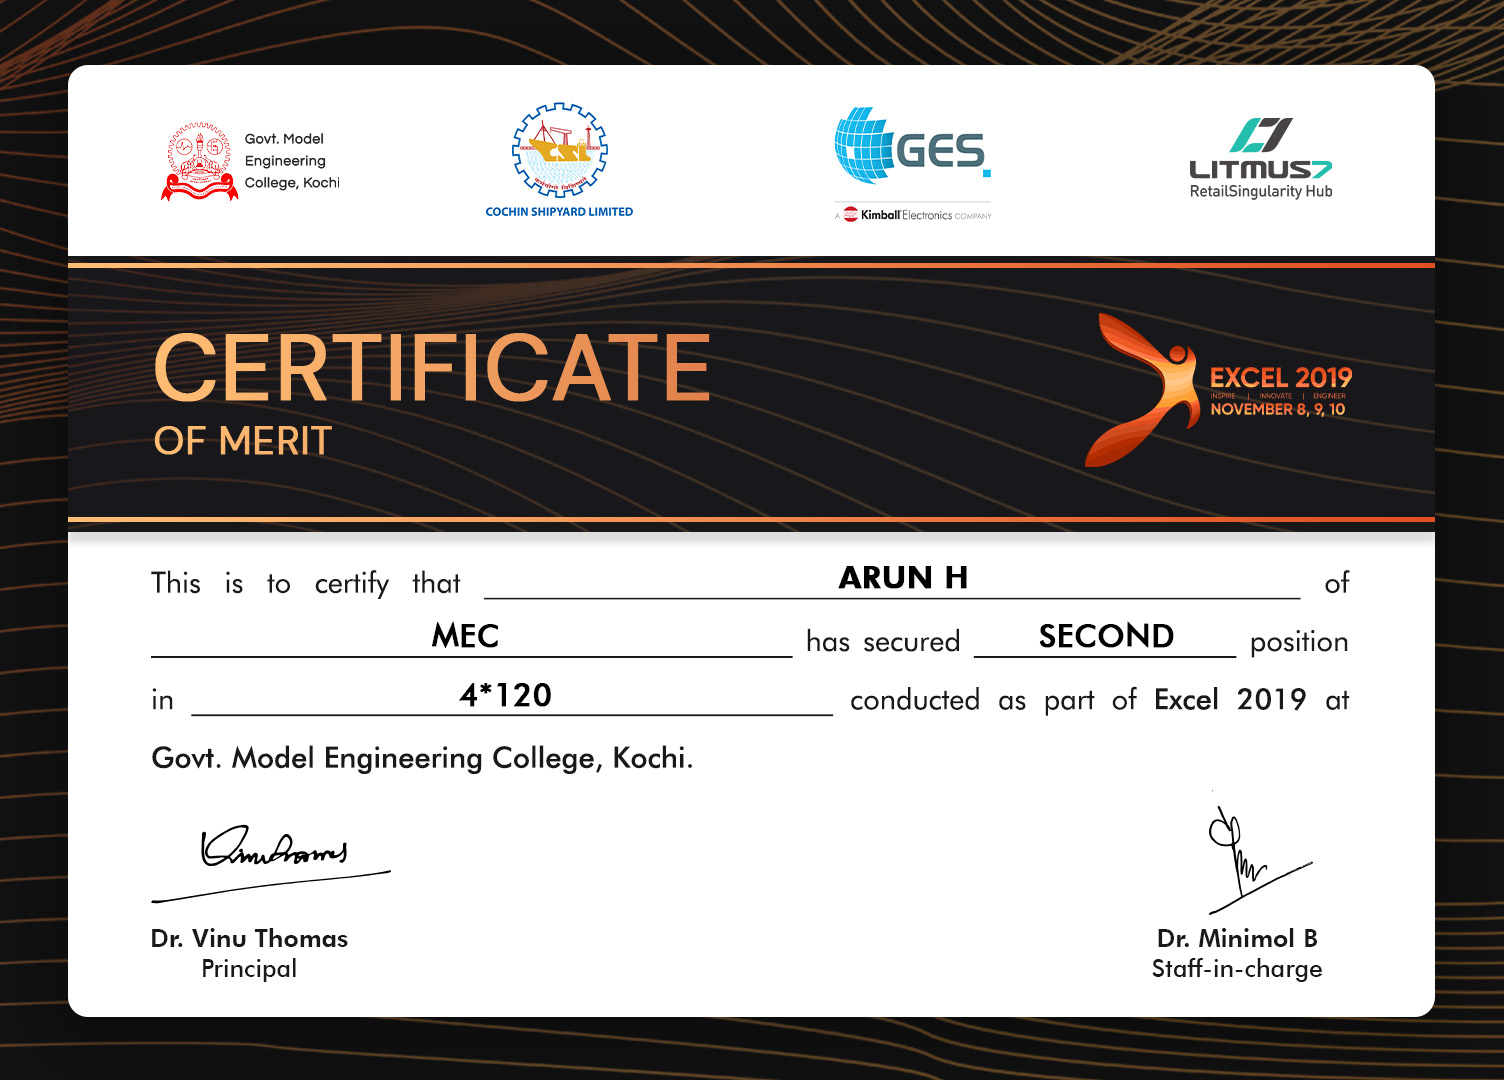 Govt. Model
Engineering
College, Kochi
CSL
COCHIN SHIPYARD LIMITED
GES
A Kimball Electronics COMPANY
LITMUS7
RetailSingularity Hub
CERTIFICATE
OF MERIT
EXCEL 2019
INSPIRE | INNOVATE | ENGINEER
NOVEMBER 8, 9, 10
This is to certify that ARUN H of
MEC has secured SECOND position
in 4*120 conducted as part of Excel 2019 at
Govt. Model Engineering College, Kochi.
Dr. Vinu Thomas
Principal
Dr. Minimol B
Staff-in-charge